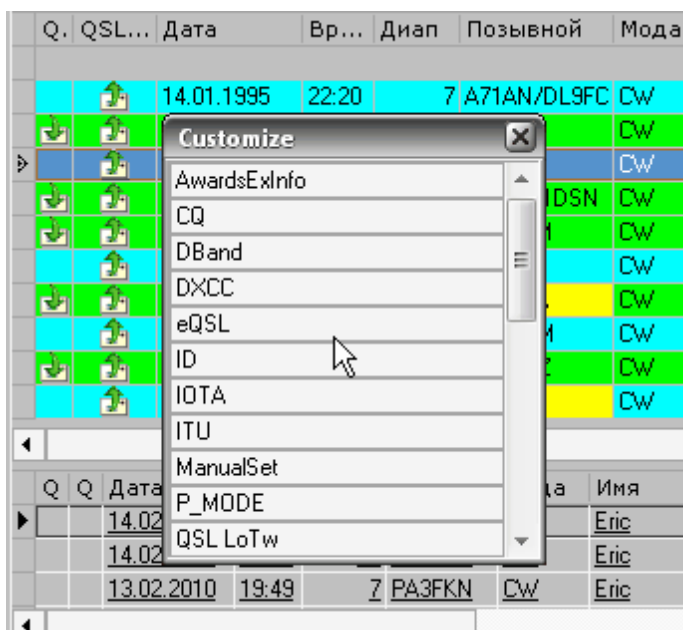 Q. QSL... Дата Вр... Диап Позывной Мода
14.01.1995 22:20 7 A71AN/DL9FC CW
Customize
CW
AwardsExInfo
CW
CQ
DSN CW
DBand
CW
DXCC
CW
eQSL
CW
ID
CW
IOTA
CW
ITU
CW
ManualSet
Q Q Дата Имя
P_MODE
14.02 Eric
QSL LoTw
14.02 Eric
13.02.2010 19:49 7 PA3FKN CW Eric